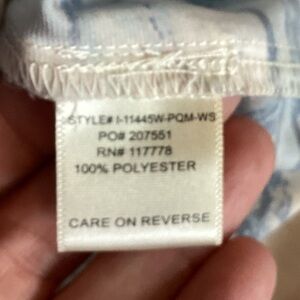 STYLE# I-11445W-PQM-WS
PO# 207551
RN# 117778
100% POLYESTER
CARE ON REVERSE